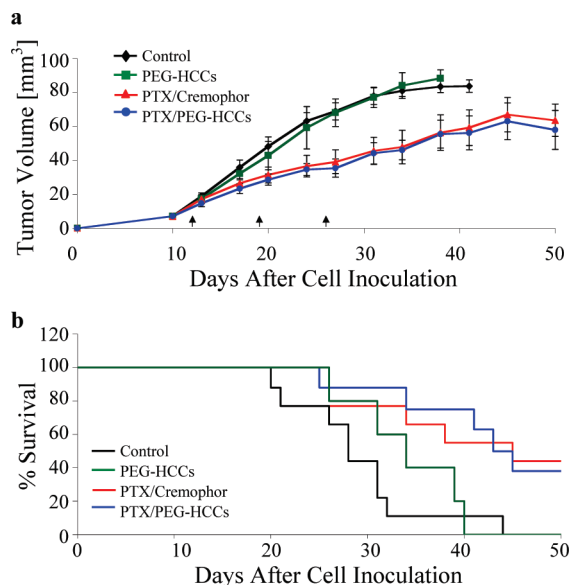 a
Tumor Volume [mm³]
100
80
60
40
20
0
Control
PEG-HCCs
PTX/Cremophor
PTX/PEG-HCCs
0 10 20 30 40 50
Days After Cell Inoculation
b
% Survival
120
100
80
60
40
20
0
Control
PEG-HCCs
PTX/Cremophor
PTX/PEG-HCCs
0 10 20 30 40 50
Days After Cell Inoculation